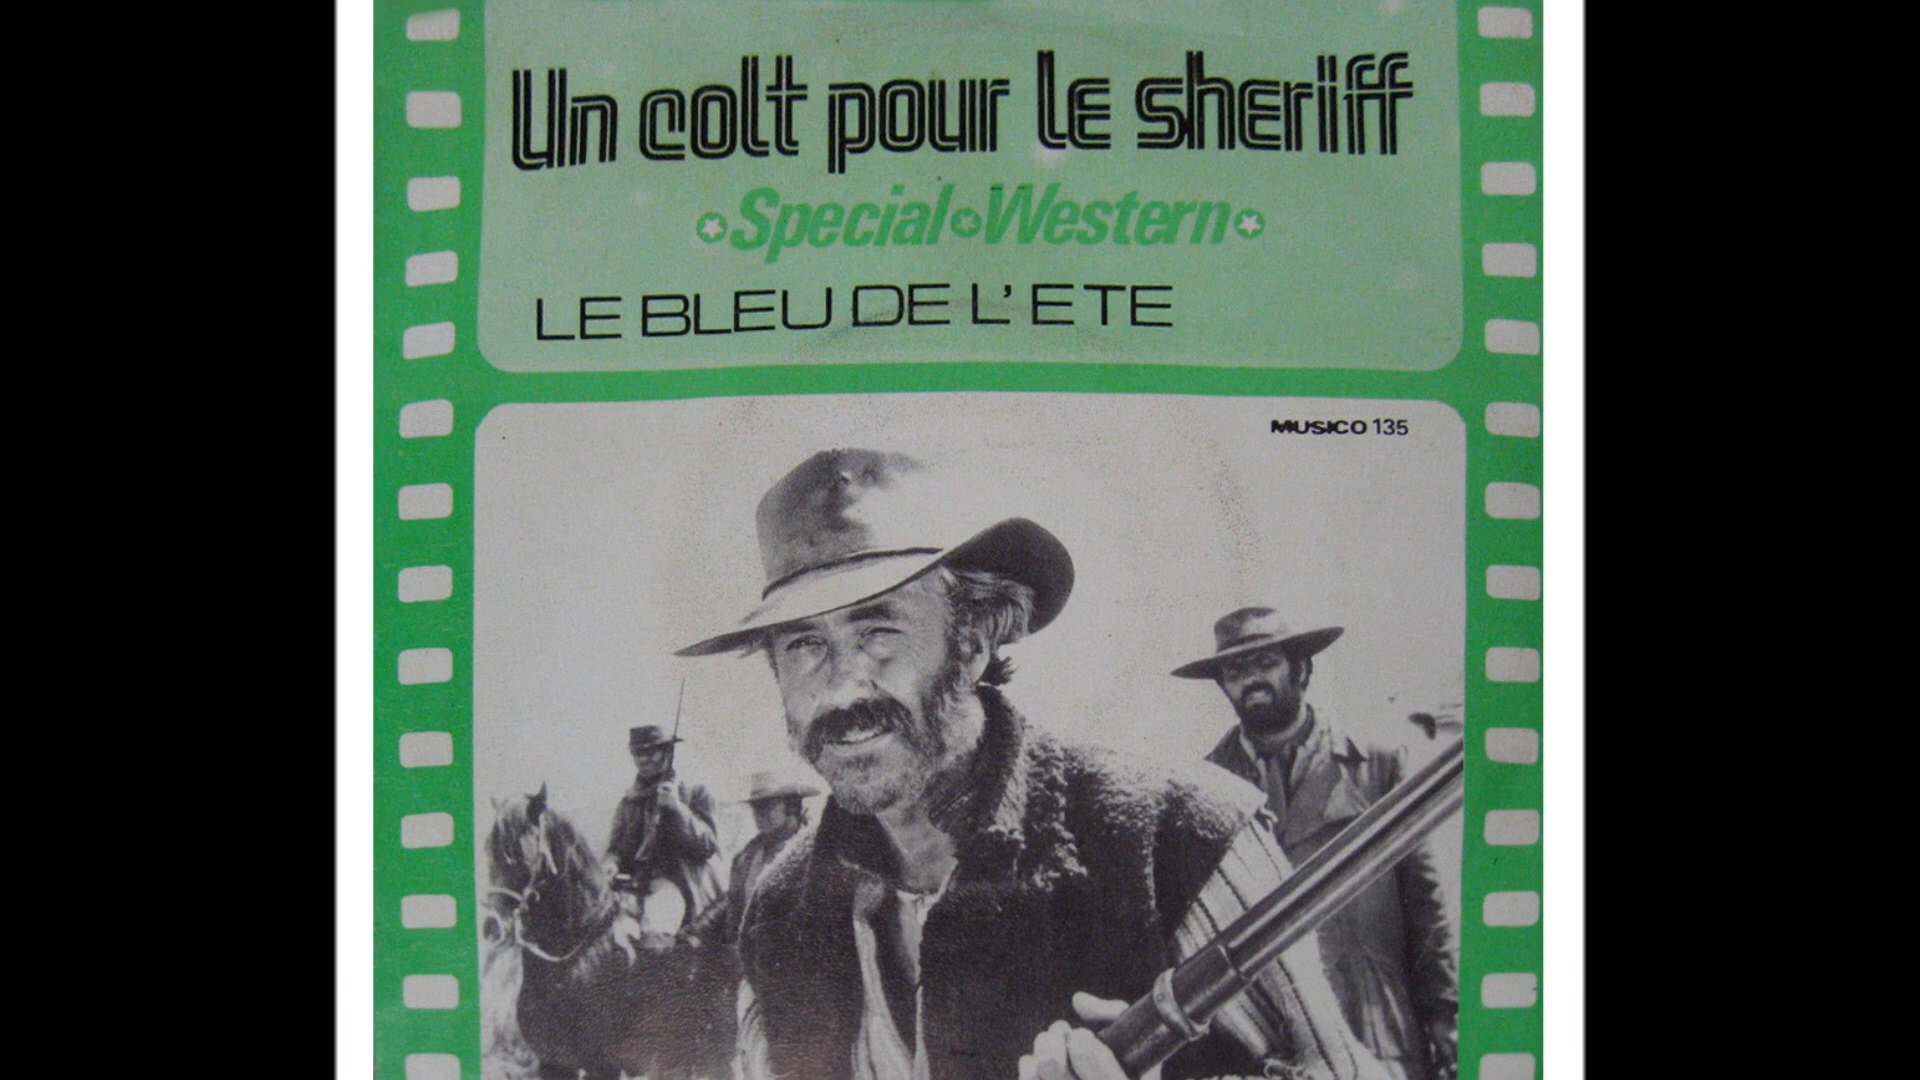 Un colt pour le sheriff
Special Western
LE BLEU DE L'ETE
MUSICO 135